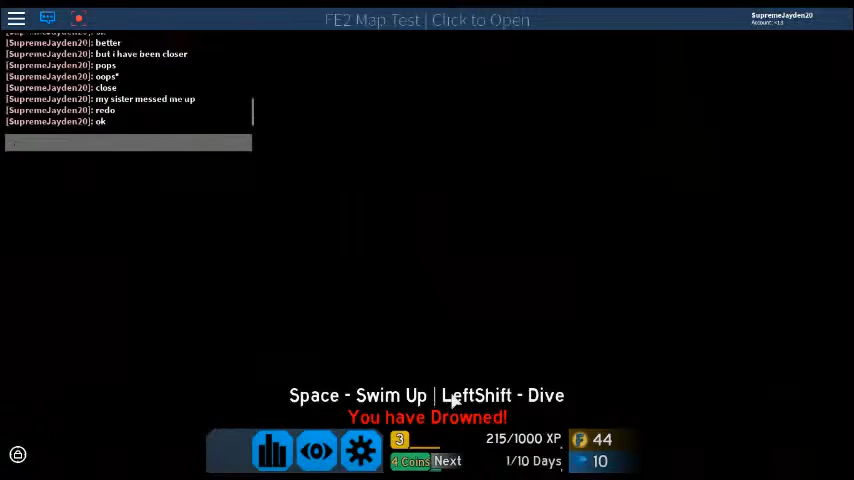 FE2 Map Test | Click to Open
SupremeJayden20
Account: <13
[SupremeJayden20]: better
[SupremeJayden20]: but i have been closer
[SupremeJayden20]: pops
[SupremeJayden20]: oops*
[SupremeJayden20]: close
[SupremeJayden20]: my sister messed me up
[SupremeJayden20]: redo
[SupremeJayden20]: ok
Space - Swim Up | LeftShift - Dive
You have Drowned!
3
215/1000 XP
F 44
4 Coins Next
1/10 Days
10